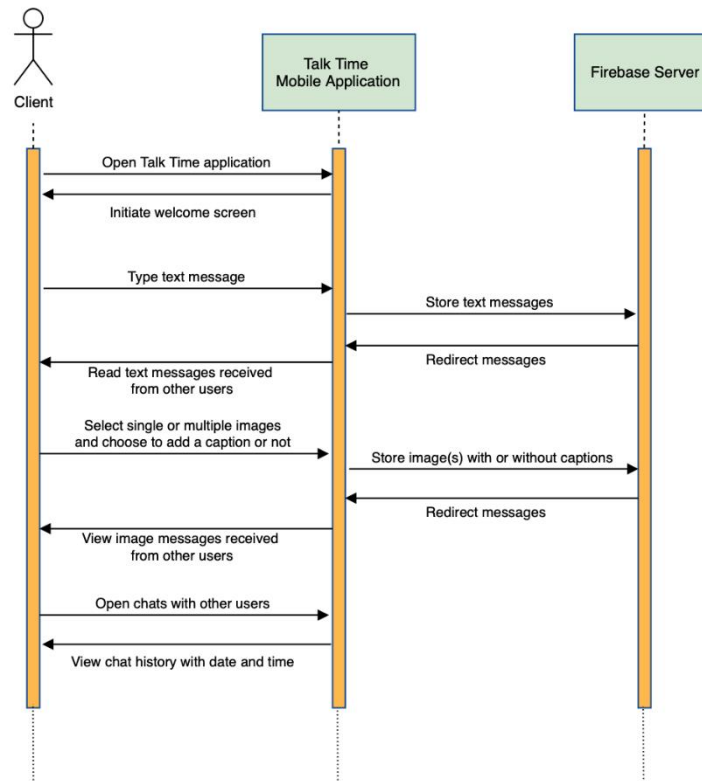 Talk Time
Mobile Application
Firebase Server
Client
Open Talk Time application
Initiate welcome screen
Type text message
Store text messages
Redirect messages
Read text messages received
from other users
Select single or multiple images
and choose to add a caption or not
Store image(s) with or without captions
Redirect messages
View image messages received
from other users
Open chats with other users
View chat history with date and time